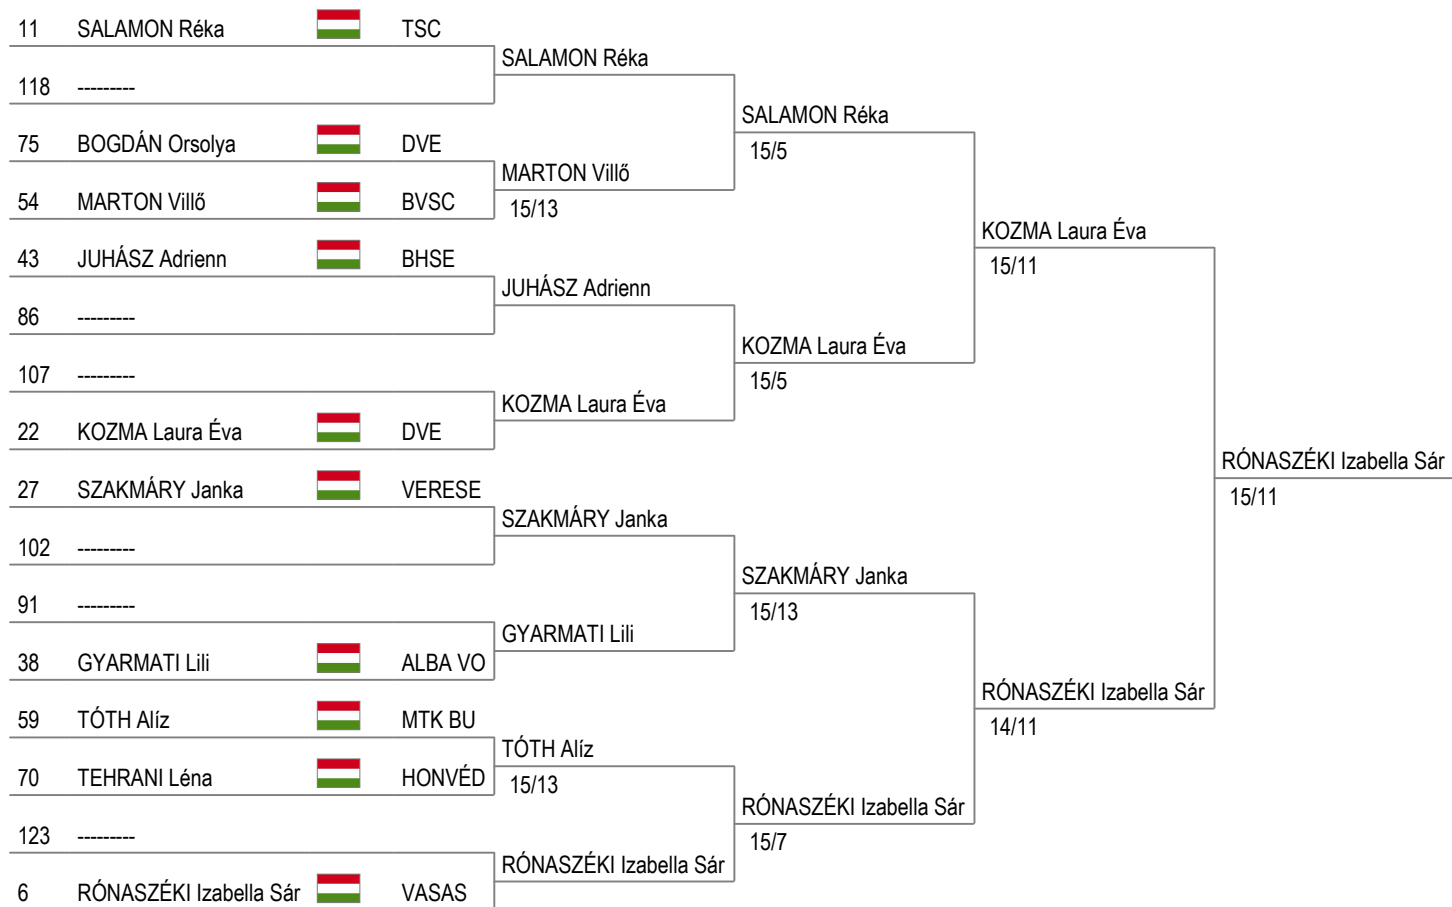 11 SALAMON Réka TSC
SALAMON Réka
118 ---------
SALAMON Réka
15/5
75 BOGDÁN Orsolya DVE
MARTON Villő
15/13
54 MARTON Villő BVSC
KOZMA Laura Éva
15/11
43 JUHÁSZ Adrienn BHSE
JUHÁSZ Adrienn
86 ---------
KOZMA Laura Éva
15/5
107 ---------
KOZMA Laura Éva
22 KOZMA Laura Éva DVE
RÓNASZÉKI Izabella Sár
15/11
27 SZAKMÁRY Janka VERESE
SZAKMÁRY Janka
102 ---------
SZAKMÁRY Janka
15/13
91 ---------
GYARMATI Lili
38 GYARMATI Lili ALBA VO
RÓNASZÉKI Izabella Sár
14/11
59 TÓTH Alíz MTK BU
TÓTH Alíz
15/13
70 TEHRANI Léna HONVÉD
RÓNASZÉKI Izabella Sár
15/7
123 ---------
RÓNASZÉKI Izabella Sár
6 RÓNASZÉKI Izabella Sár VASAS